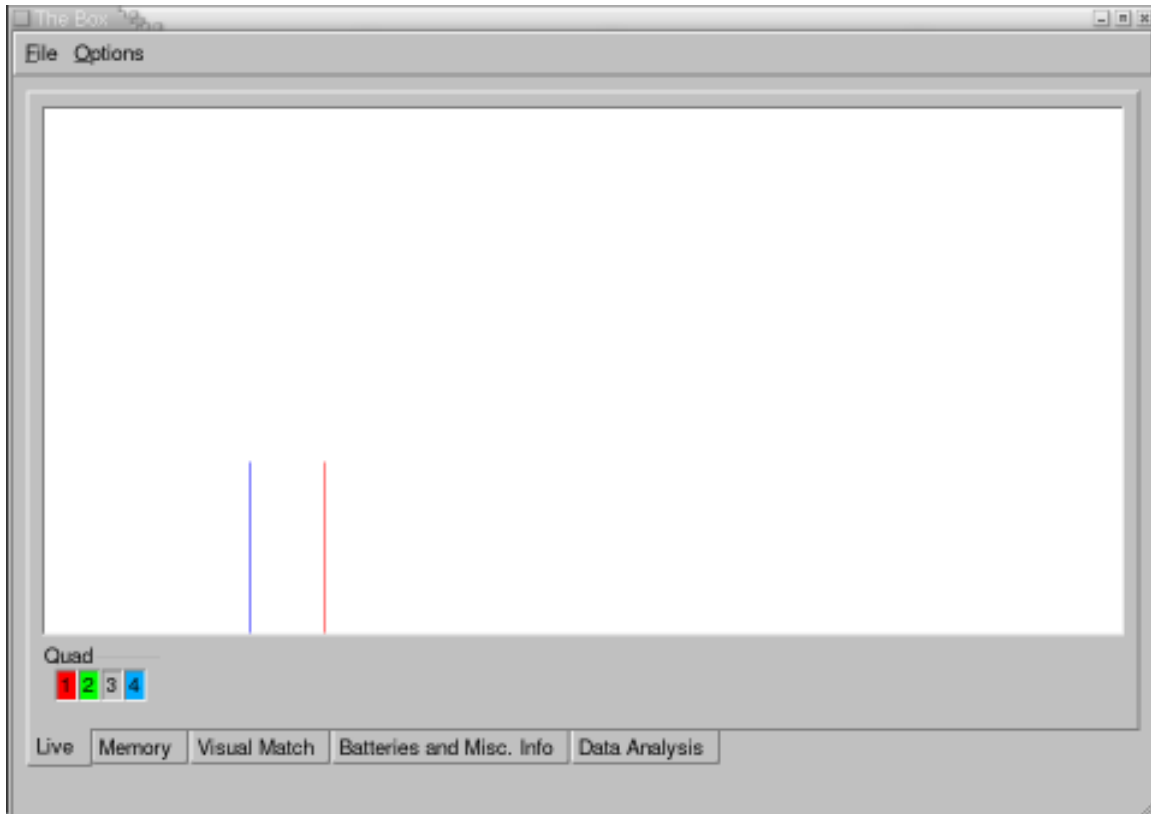 The Box
File Options
Quad
1 2 3 4
Live Memory Visual Match Batteries and Misc. Info Data Analysis